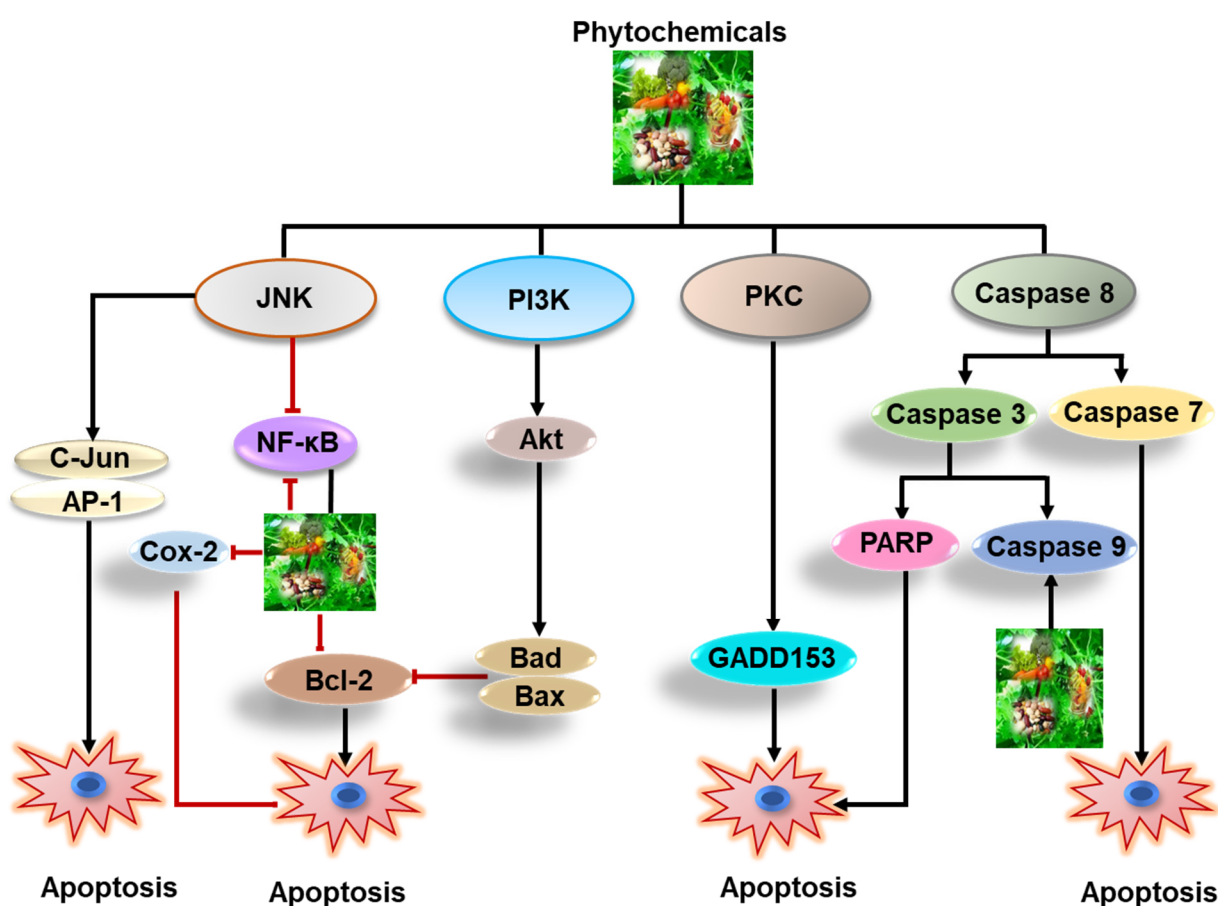 Phytochemicals
JNK
PI3K
PKC
Caspase 8
Caspase 3
Caspase 7
NF-κB
Akt
C-Jun
AP-1
Cox-2
PARP
Caspase 9
Bad
GADD153
Bcl-2
Bax
Apoptosis
Apoptosis
Apoptosis
Apoptosis